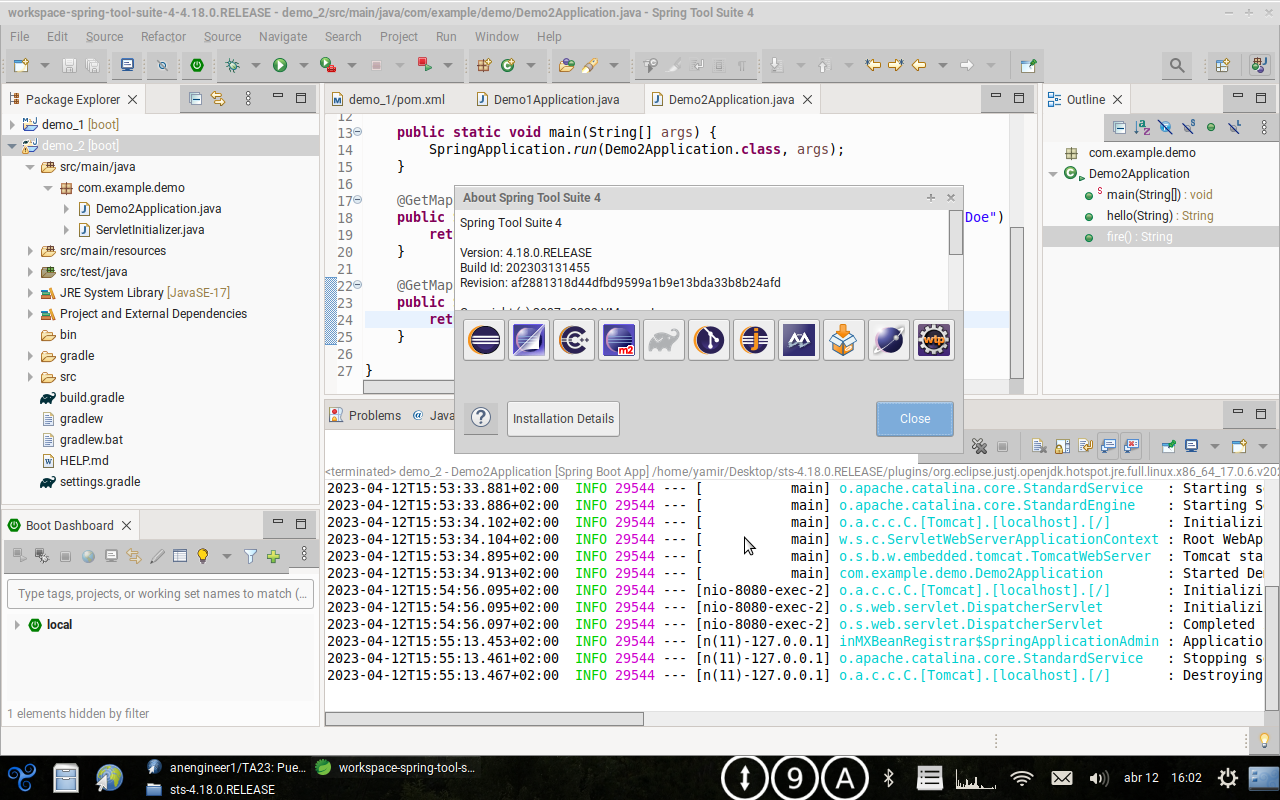 workspace-spring-tool-suite-4-4.18.0.RELEASE - demo_2/src/main/java/com/example/demo/Demo2Application.java - Spring Tool Suite 4
File Edit Source Refactor Source Navigate Search Project Run Window Help
Package Explorer
demo_1 [boot]
demo_2 [boot]
src/main/java
com.example.demo
Demo2Application.java
ServletInitializer.java
src/main/resources
src/test/java
JRE System Library [JavaSE-17]
Project and External Dependencies
bin
gradle
src
build.gradle
gradlew
gradlew.bat
HELP.md
settings.gradle
demo_1/pom.xml
Demo1Application.java
Demo2Application.java
12
13 public static void main(String[] args) {
14 SpringApplication.run(Demo2Application.class, args);
15 }
16
17 @GetMap
18 public Doe")
19 ret
20 }
21
22 @GetMap
23 public
24 ret
25 }
26
27 }
About Spring Tool Suite 4
Spring Tool Suite 4
Version: 4.18.0.RELEASE
Build Id: 202303131455
Revision: af2881318d44dfbd9599a1b9e13bda33b8b24afd
m2
wtp
Installation Details
Close
Outline
com.example.demo
Demo2Application
main(String[]) : void
hello(String) : String
fire() : String
Problems
@ Java
<terminated> demo_2 - Demo2Application [Spring Boot App] /home/yamir/Desktop/sts-4.18.0.RELEASE/plugins/org.eclipse.justj.openjdk.hotspot.jre.full.linux.x86_64_17.0.6.v202
2023-04-12T15:53:33.881+02:00 INFO 29544 --- [ main] o.apache.catalina.core.StandardService : Starting s
2023-04-12T15:53:33.886+02:00 INFO 29544 --- [ main] o.apache.catalina.core.StandardEngine : Starting S
2023-04-12T15:53:34.102+02:00 INFO 29544 --- [ main] o.a.c.c.C.[Tomcat].[localhost].[/] : Initializi
2023-04-12T15:53:34.104+02:00 INFO 29544 --- [ main] w.s.c.ServletWebServerApplicationContext : Root WebAp
2023-04-12T15:53:34.895+02:00 INFO 29544 --- [ main] o.s.b.w.embedded.tomcat.TomcatWebServer : Tomcat sta
2023-04-12T15:53:34.913+02:00 INFO 29544 --- [ main] com.example.demo.Demo2Application : Started De
2023-04-12T15:54:56.095+02:00 INFO 29544 --- [nio-8080-exec-2] o.a.c.c.C.[Tomcat].[localhost].[/] : Initializi
2023-04-12T15:54:56.095+02:00 INFO 29544 --- [nio-8080-exec-2] o.s.web.servlet.DispatcherServlet : Initializi
2023-04-12T15:54:56.097+02:00 INFO 29544 --- [nio-8080-exec-2] o.s.web.servlet.DispatcherServlet : Completed
2023-04-12T15:55:13.453+02:00 INFO 29544 --- [n(11)-127.0.0.1] inMXBeanRegistrar$SpringApplicationAdmin : Applicatio
2023-04-12T15:55:13.461+02:00 INFO 29544 --- [n(11)-127.0.0.1] o.apache.catalina.core.StandardService : Stopping s
2023-04-12T15:55:13.467+02:00 INFO 29544 --- [n(11)-127.0.0.1] o.a.c.c.C.[Tomcat].[localhost].[/] : Destroying
Boot Dashboard
Type tags, projects, or working set names to match (...
local
1 elements hidden by filter
anengineer1/TA23: Pue...
sts-4.18.0.RELEASE
workspace-spring-tool-s...
9 A
abr 12 16:02